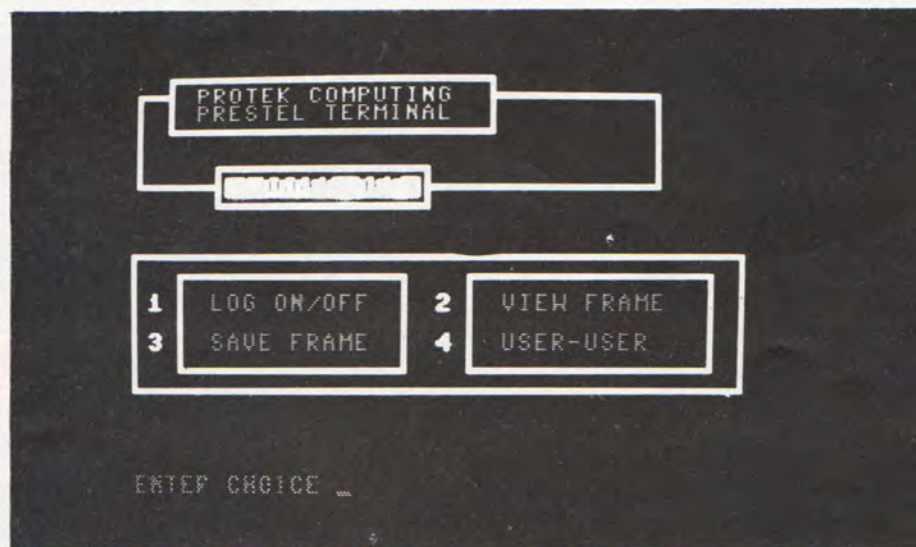 PROTEK COMPUTING
PRESTEL TERMINAL
1 LOG ON/OFF 2 VIEW FRAME
3 SAVE FRAME 4 USER-USER
ENTER CHOICE